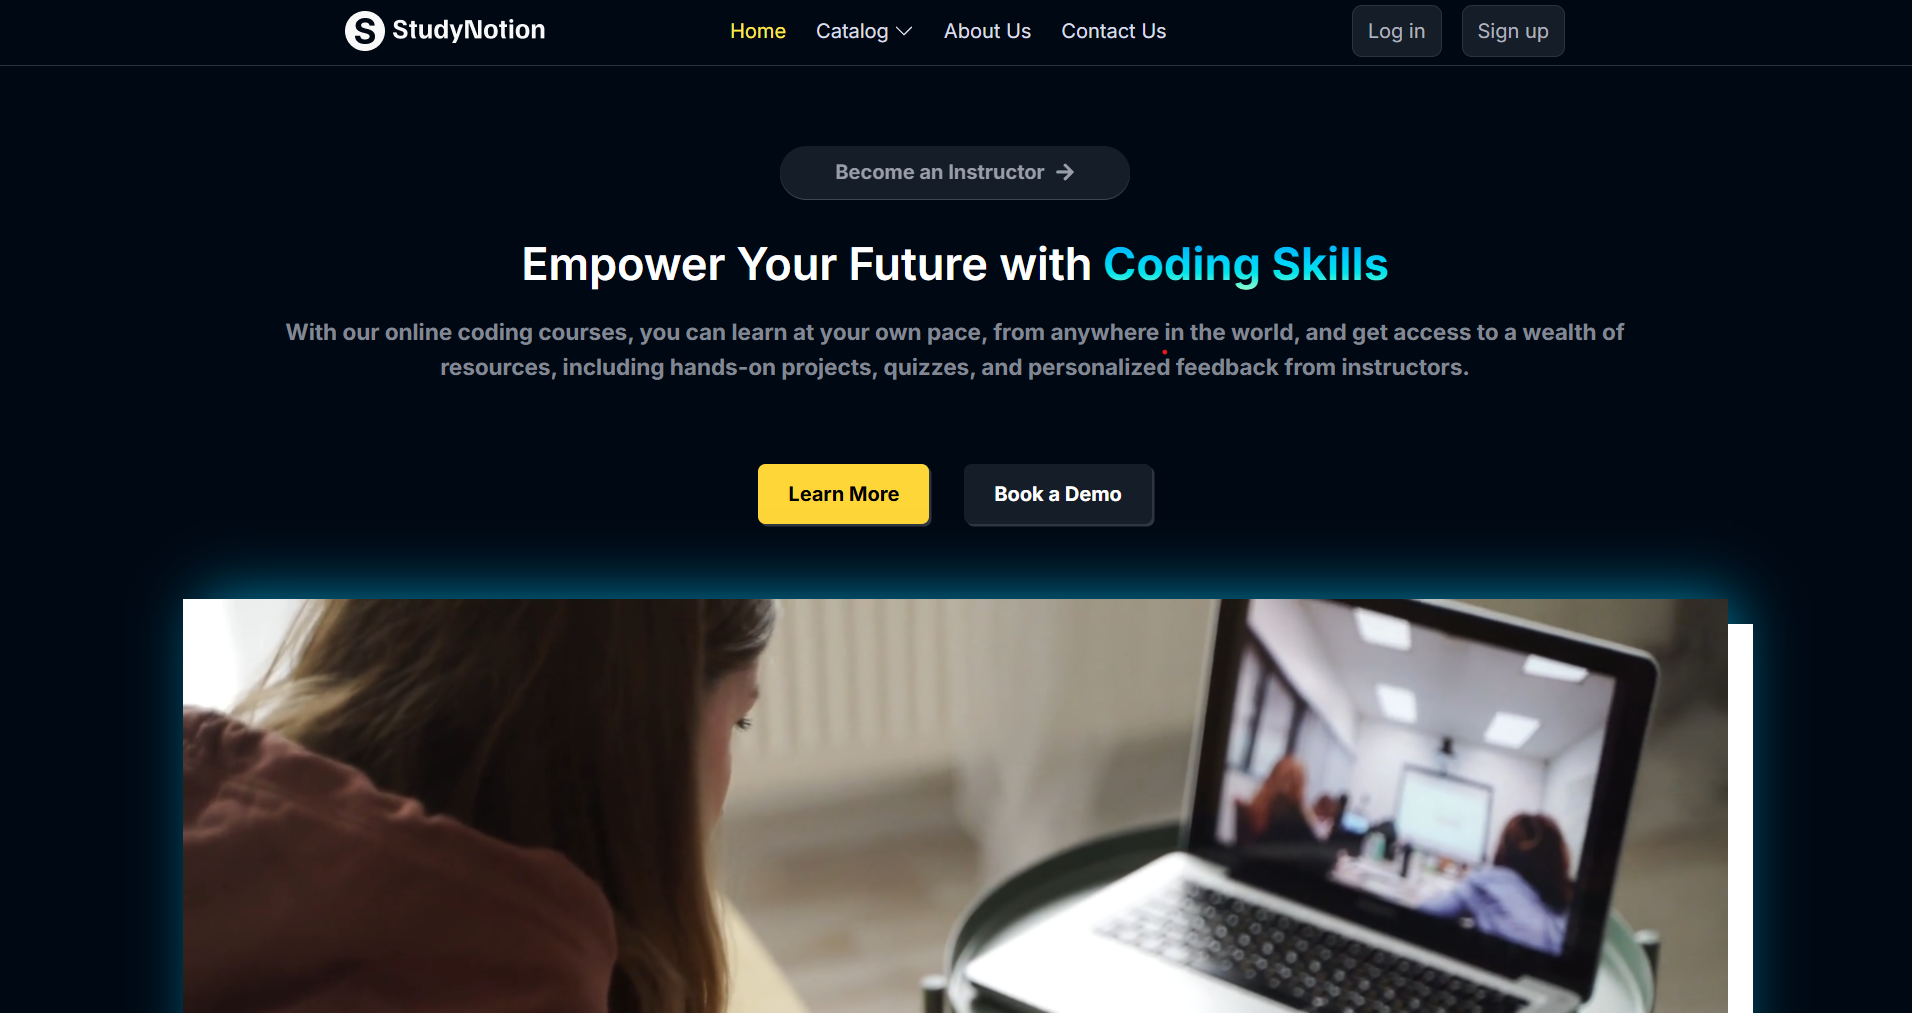 S StudyNotion
Home Catalog About Us Contact Us
Log in Sign up
Become an Instructor →
Empower Your Future with Coding Skills
With our online coding courses, you can learn at your own pace, from anywhere in the world, and get access to a wealth of
resources, including hands-on projects, quizzes, and personalized feedback from instructors.
Learn More Book a Demo